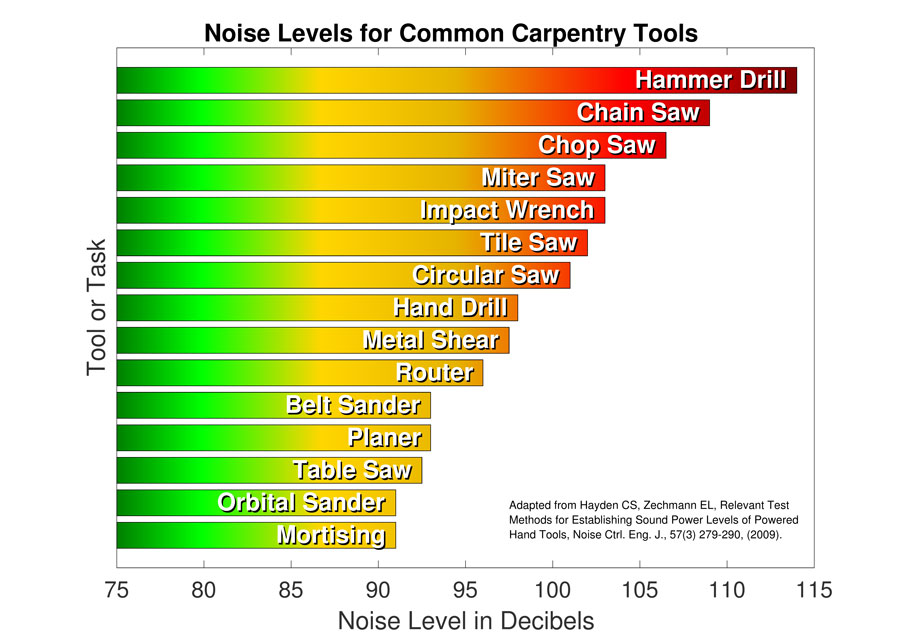 Noise Levels for Common Carpentry Tools
Hammer Drill
Chain Saw
Chop Saw
Miter Saw
Impact Wrench
Tile Saw
Circular Saw
Hand Drill
Metal Shear
Router
Belt Sander
Planer
Table Saw
Orbital Sander
Mortising
Tool or Task
Adapted from Hayden CS, Zechmann EL, Relevant Test
Methods for Establishing Sound Power Levels of Powered
Hand Tools, Noise Ctrl. Eng. J., 57(3) 279-290, (2009).
75 80 85 90 95 100 105 110 115
Noise Level in Decibels